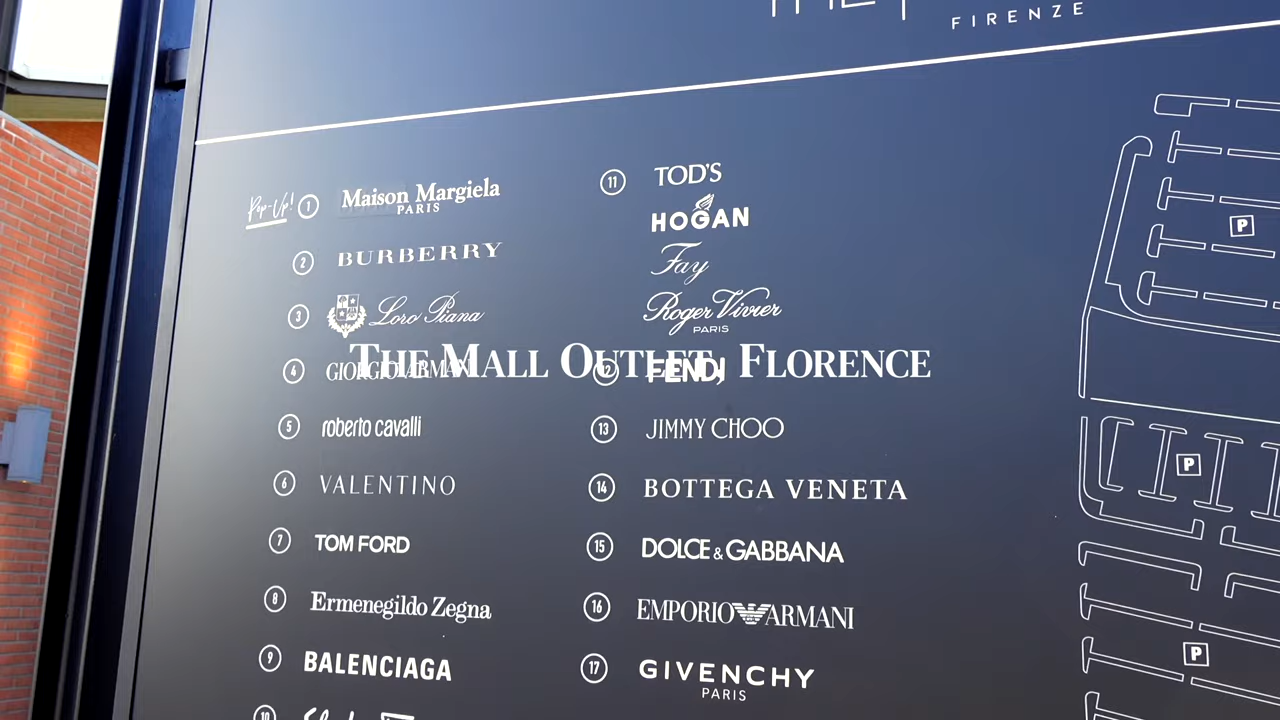 FIRENZE
Pop-Up! 1 Maison Margiela
PARIS
2 BURBERRY
3 Loro Piana
4 GIORGIO ARMANI
5 roberto cavalli
6 VALENTINO
7 TOM FORD
8 Ermenegildo Zegna
9 BALENCIAGA
10
11 TOD'S
HOGAN
Fay
Roger Vivier
PARIS
12 FENDI
13 JIMMY CHOO
14 BOTTEGA VENETA
15 DOLCE & GABBANA
16 EMPORIO ARMANI
17 GIVENCHY
PARIS
THE MALL OUTLET, FLORENCE
P
P
P